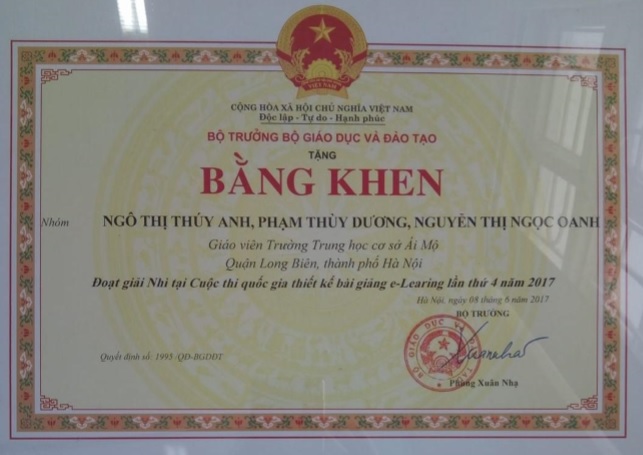 CỘNG HÒA XÃ HỘI CHỦ NGHĨA VIỆT NAM
Độc lập - Tự do - Hạnh phúc
BỘ TRƯỞNG BỘ GIÁO DỤC VÀ ĐÀO TẠO
TẶNG
BẰNG KHEN
Nhóm NGÔ THỊ THÚY ANH, PHẠM THÙY DƯƠNG, NGUYỄN THỊ NGỌC OANH
Giáo viên Trường Trung học cơ sở Ái Mộ
Quận Long Biên, thành phố Hà Nội
Đoạt giải Nhì tại Cuộc thi quốc gia thiết kế bài giảng e-Learing lần thứ 4 năm 2017
Hà Nội, ngày 08 tháng 6 năm 2017
BỘ TRƯỞNG
Quyết định số: 1993 /QĐ-BGDĐT
Phùng Xuân Nhạ